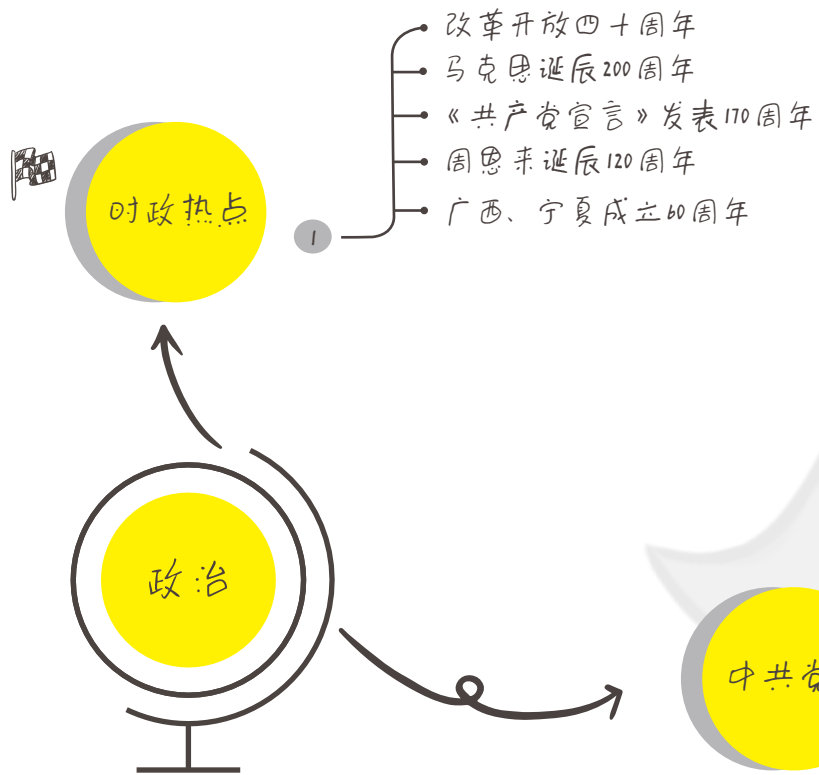 改革开放四十周年
马克思诞辰200周年
《共产党宣言》发表170周年
周恩来诞辰120周年
广西、宁夏成立60周年
时政热点
1
政治
中共党